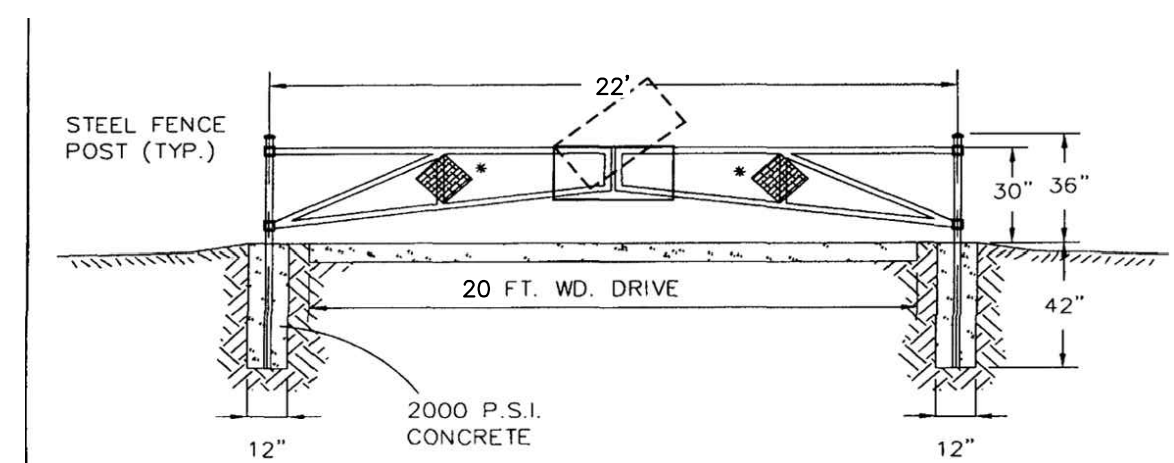 22'
STEEL FENCE
POST (TYP.)
*
*
30"
36"
20 FT. WD. DRIVE
42"
2000 P.S.I.
CONCRETE
12"
12"